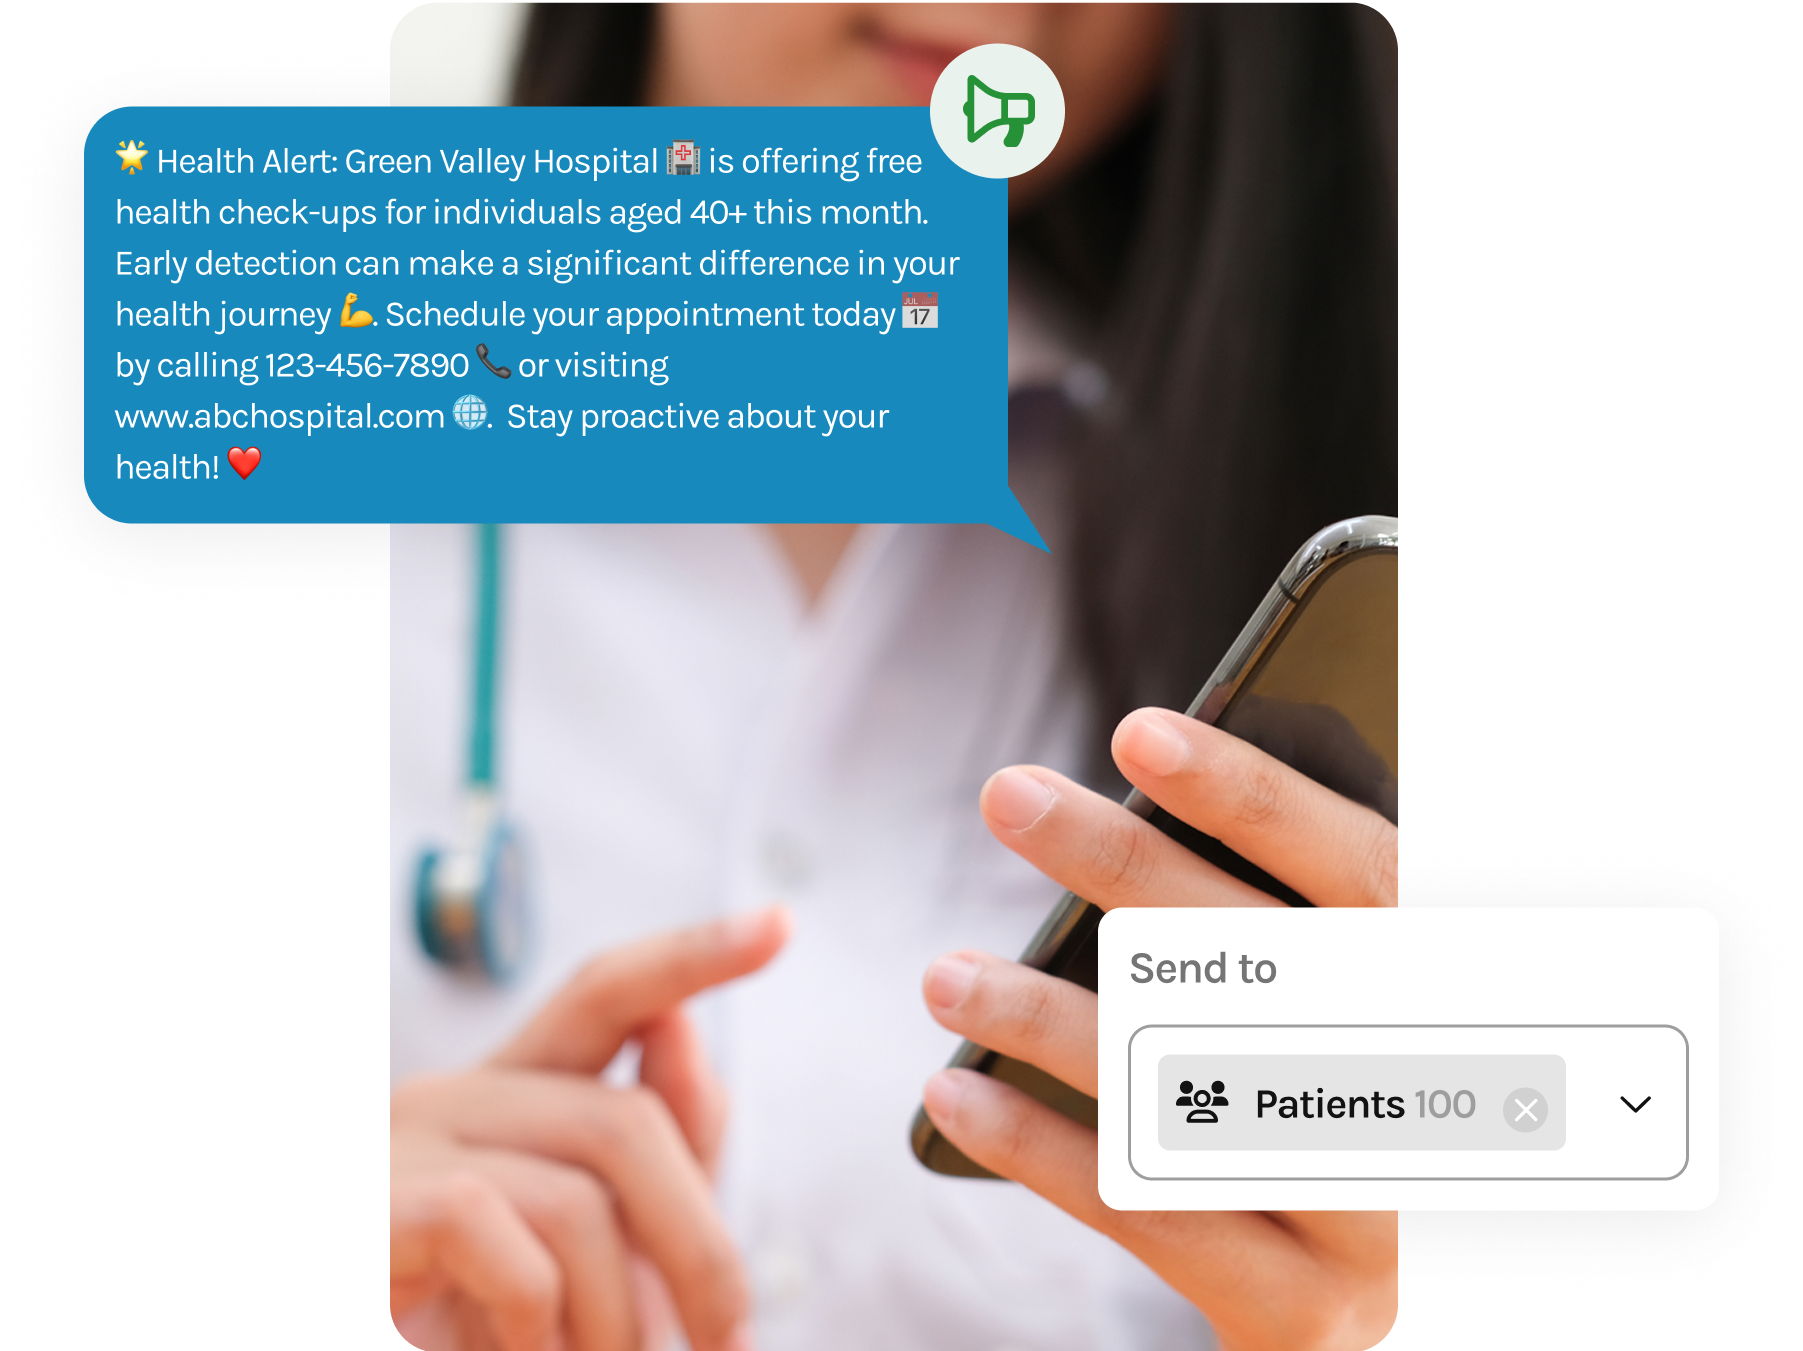 🌟 Health Alert: Green Valley Hospital 🏥 is offering free
health check-ups for individuals aged 40+ this month.
Early detection can make a significant difference in your
health journey 💪. Schedule your appointment today 📅
by calling 123-456-7890 📞 or visiting
www.abchospital.com 🌐.  Stay proactive about your
health! ❤️
Send to
Patients 100